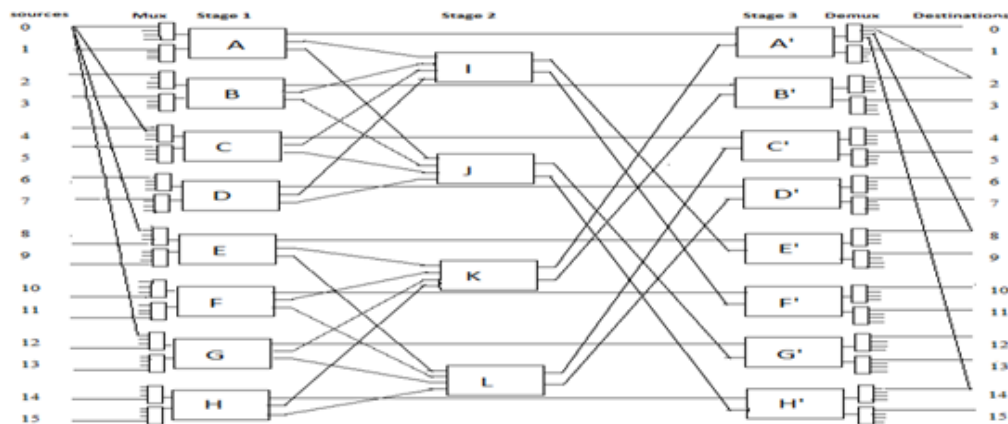 sources Mux Stage 1 Stage 2 Stage 3 Demux Destinations
0 0
A A'
1 1
I
2 B B' 2
3 3
4 4
C C'
5 5
J
6 6
D D'
7 7
8 8
E E'
9 9
K
10 10
F F'
11 11
12 12
G G'
13 13
L
14 14
H H'
15 15